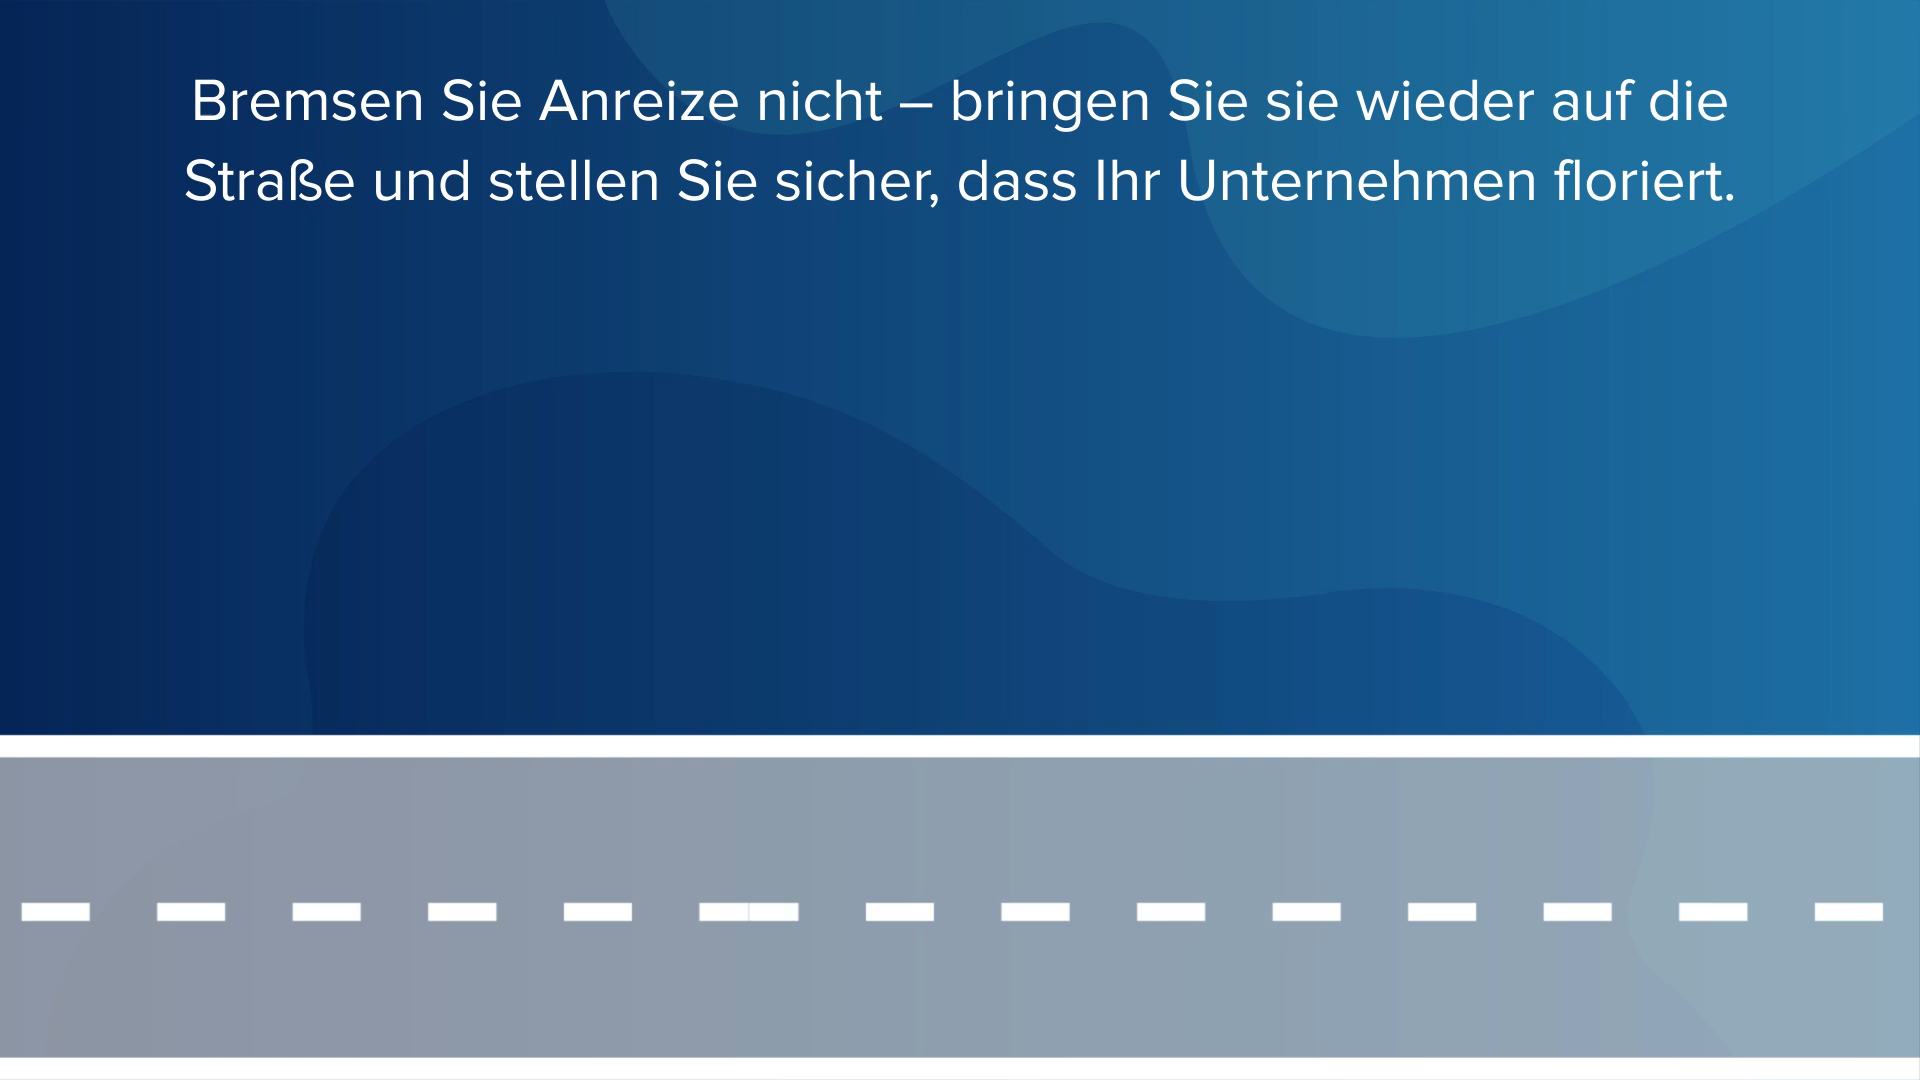 Bremsen Sie Anreize nicht – bringen Sie sie wieder auf die
Straße und stellen Sie sicher, dass Ihr Unternehmen floriert.